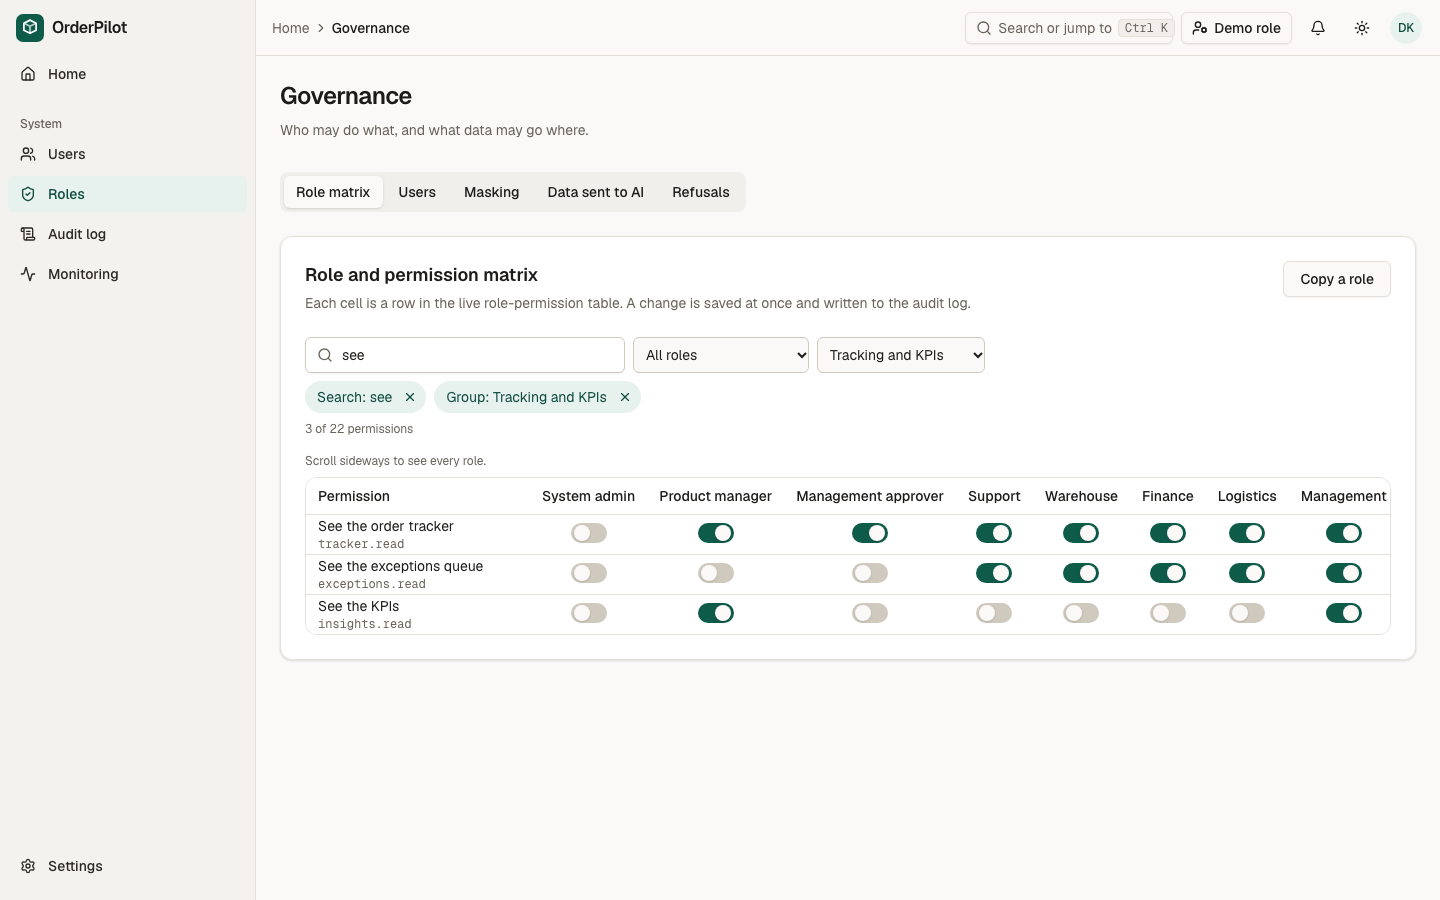 OrderPilot
Home
System
Users
Roles
Audit log
Monitoring
Settings
Home > Governance
Search or jump to Ctrl K
Demo role
DK
Governance
Who may do what, and what data may go where.
Role matrix Users Masking Data sent to AI Refusals
Role and permission matrix
Copy a role
Each cell is a row in the live role-permission table. A change is saved at once and written to the audit log.
see All roles Tracking and KPIs
Search: see Group: Tracking and KPIs
3 of 22 permissions
Scroll sideways to see every role.
Permission System admin Product manager Management approver Support Warehouse Finance Logistics Management
See the order tracker
tracker.read
See the exceptions queue
exceptions.read
See the KPIs
insights.read